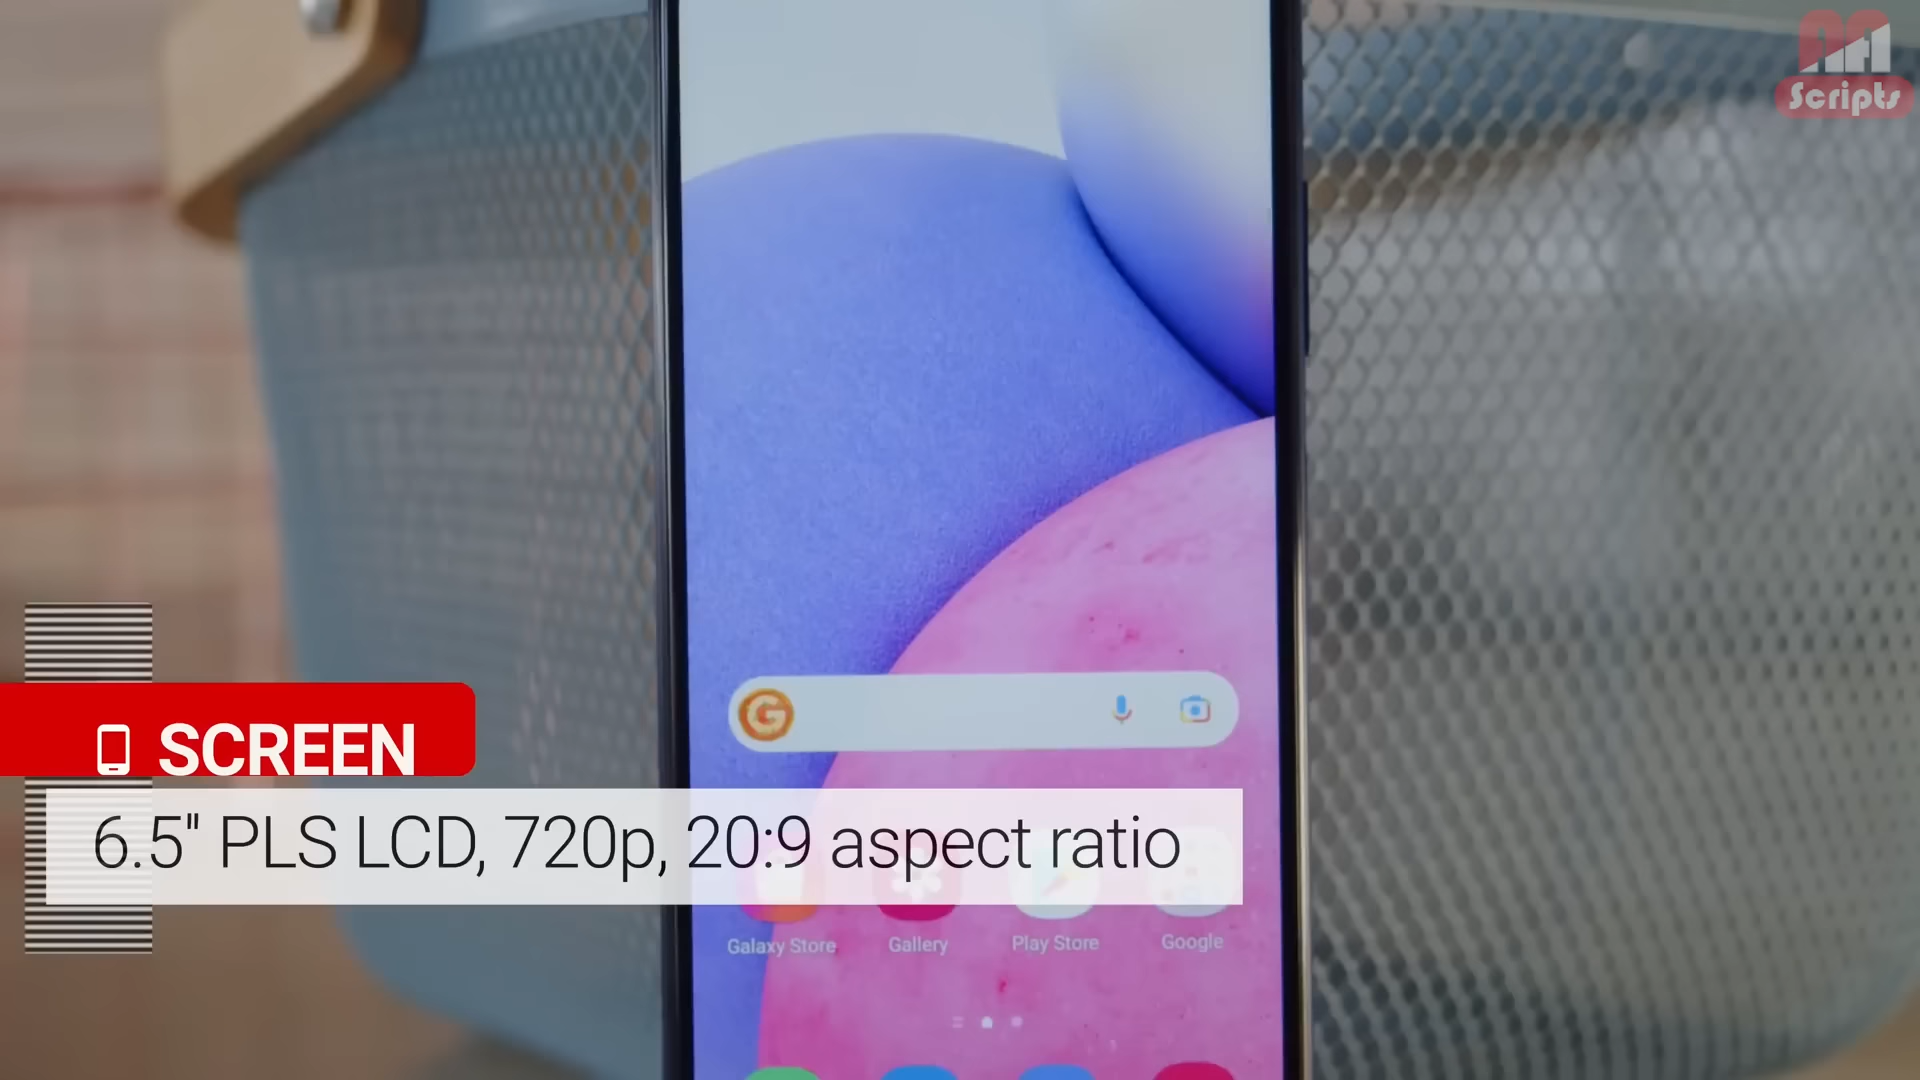 Scripts
G
SCREEN
6.5" PLS LCD, 720p, 20:9 aspect ratio
Galaxy Store
Gallery
Play Store
Google